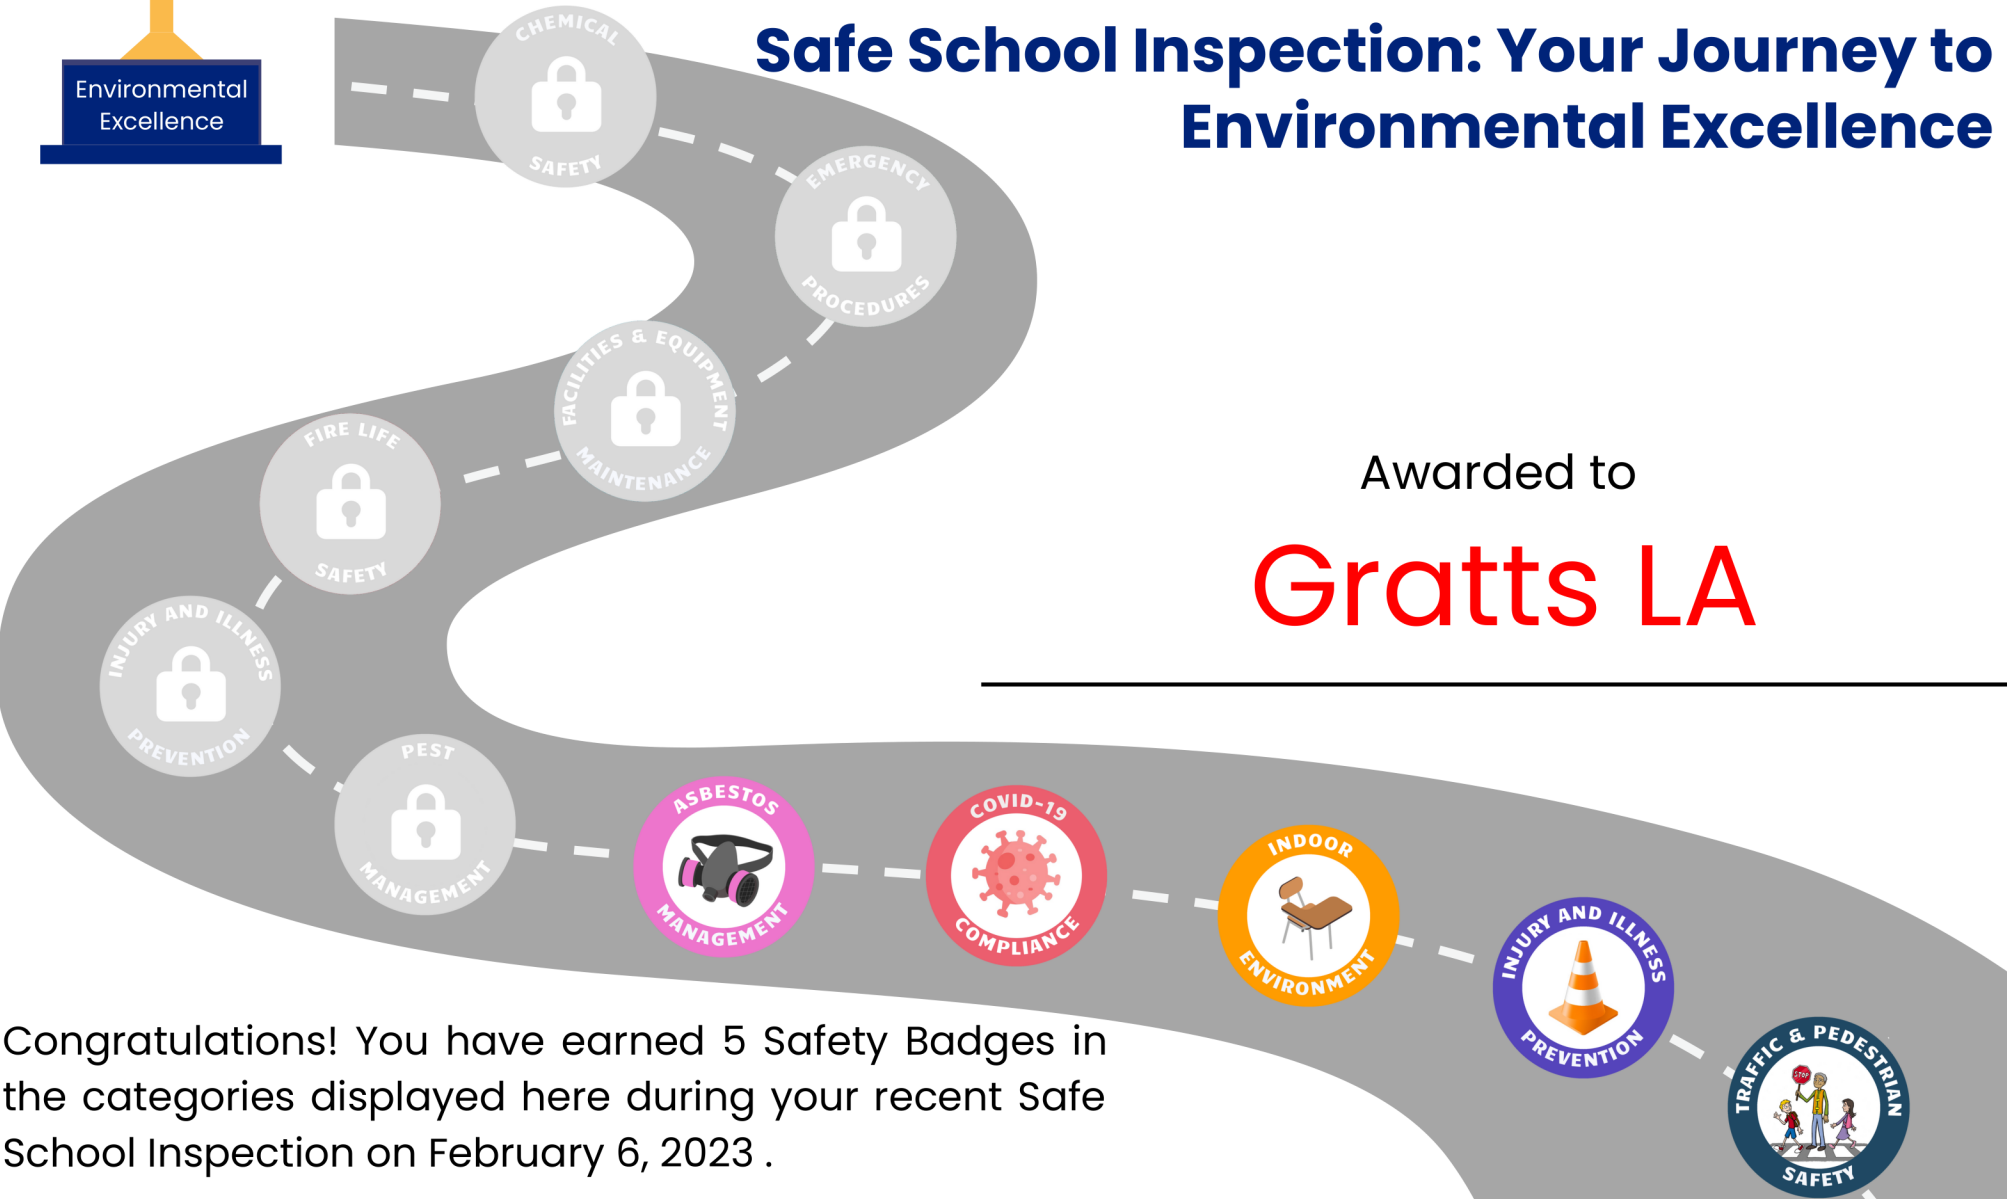 Safe School Inspection: Your Journey to
Environmental Excellence
Environmental
Excellence
CHEMICAL
SAFETY
EMERGENCY
PROCEDURES
FACILITIES & EQUIPMENT
MAINTENANCE
FIRE LIFE
SAFETY
INJURY AND ILLNESS
PREVENTION
PEST
MANAGEMENT
Awarded to
Gratts LA
ASBESTOS
MANAGEMENT
COVID-19
COMPLIANCE
INDOOR
ENVIRONMENT
INJURY AND ILLNESS
PREVENTION
TRAFFIC & PEDESTRIAN
STOP
SAFETY
Congratulations! You have earned 5 Safety Badges in
the categories displayed here during your recent Safe
School Inspection on February 6, 2023 .